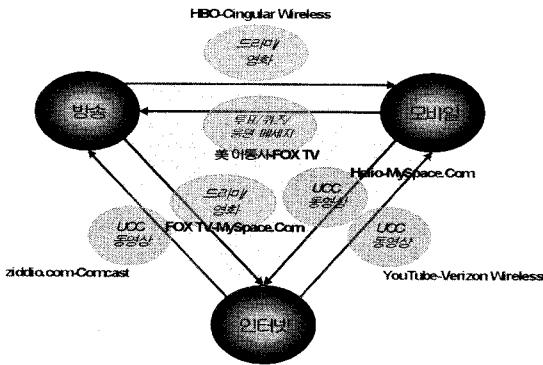 HBO-Cingular Wireless
드라마/
영화
방송
모바일
투표/퀴즈/
응원 메세지
美 이통사-FOX TV
Helio-MySpace.Com
드라마/
영화
UCC
동영상
FOX TV-MySpace.Com
UCC
동영상
UCC
동영상
ziddio.com-Comcast
YouTube-Verizon Wireless
인터넷